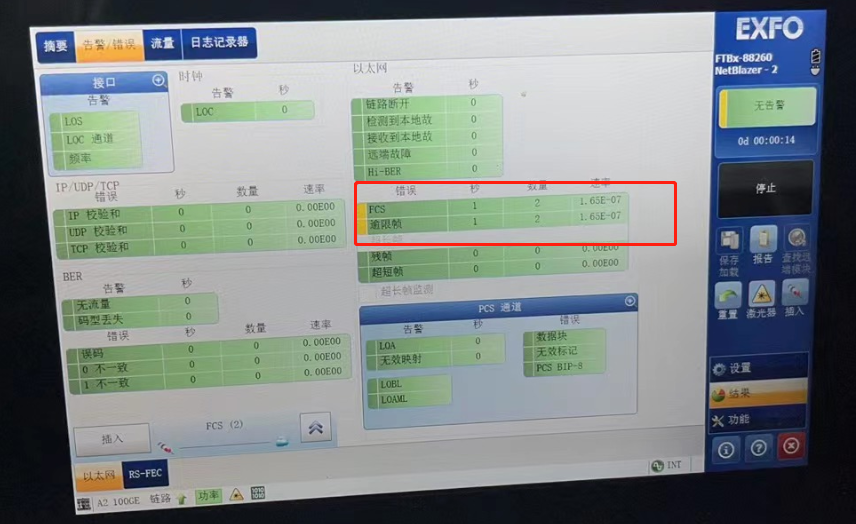 摘要 告警/错误 流量 日志记录器
EXFO
FTBx-88260
NetBlazer - 2
无告警
0d 00:00:14
停止
保存 报告 查找远
加载 端模块
重置 激光器 插入
设置
结果
功能
接口
告警
LOS
LOC 通道
频率
时钟
告警 秒
LOC 0
以太网
告警 秒
链路断开 0
检测到本地故 0
接收到本地故 0
远端故障 0
Hi-BER 0
错误 秒 数量 速率
FCS 1 2 1.65E-07
逾限帧 1 2 1.65E-07
超长帧
残帧 0 0 0.00E00
超短帧 0 0 0.00E00
超长帧监测
IP/UDP/TCP
错误 秒 数量 速率
IP 校验和 0 0 0.00E00
UDP 校验和 0 0 0.00E00
TCP 校验和 0 0 0.00E00
BER
告警 秒
无流量 0
码型丢失 0
错误 秒 数量 速率
误码 0 0 0.00E00
0 不一致 0 0 0.00E00
1 不一致 0 0 0.00E00
PCS 通道
告警 秒
LOA 0
无效映射 0
LOBL
LOAML
错误
数据块
无效标记
PCS BIP-8
插入
FCS (2)
以太网 RS-FEC
INT
A2 100GE 链路 功率